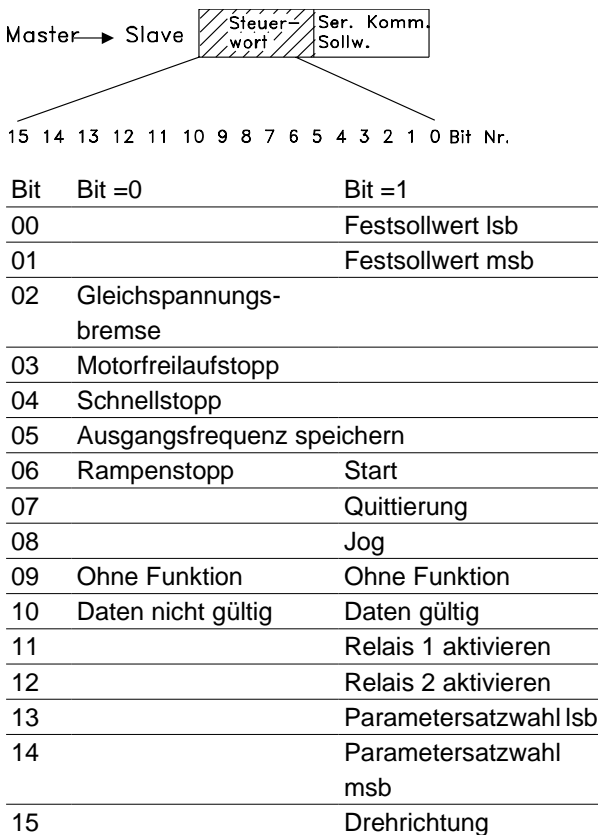 Master → Slave Steuer- Ser. Komm.
wort Sollw.
15 14 13 12 11 10 9 8 7 6 5 4 3 2 1 0 Bit Nr.
Bit Bit =0 Bit =1
00 Festsollwert lsb
01 Festsollwert msb
02 Gleichspannungs-
bremse
03 Motorfreilaufstopp
04 Schnellstopp
05 Ausgangsfrequenz speichern
06 Rampenstopp Start
07 Quittierung
08 Jog
09 Ohne Funktion Ohne Funktion
10 Daten nicht gültig Daten gültig
11 Relais 1 aktivieren
12 Relais 2 aktivieren
13 Parametersatzwahl lsb
14 Parametersatzwahl
msb
15 Drehrichtung